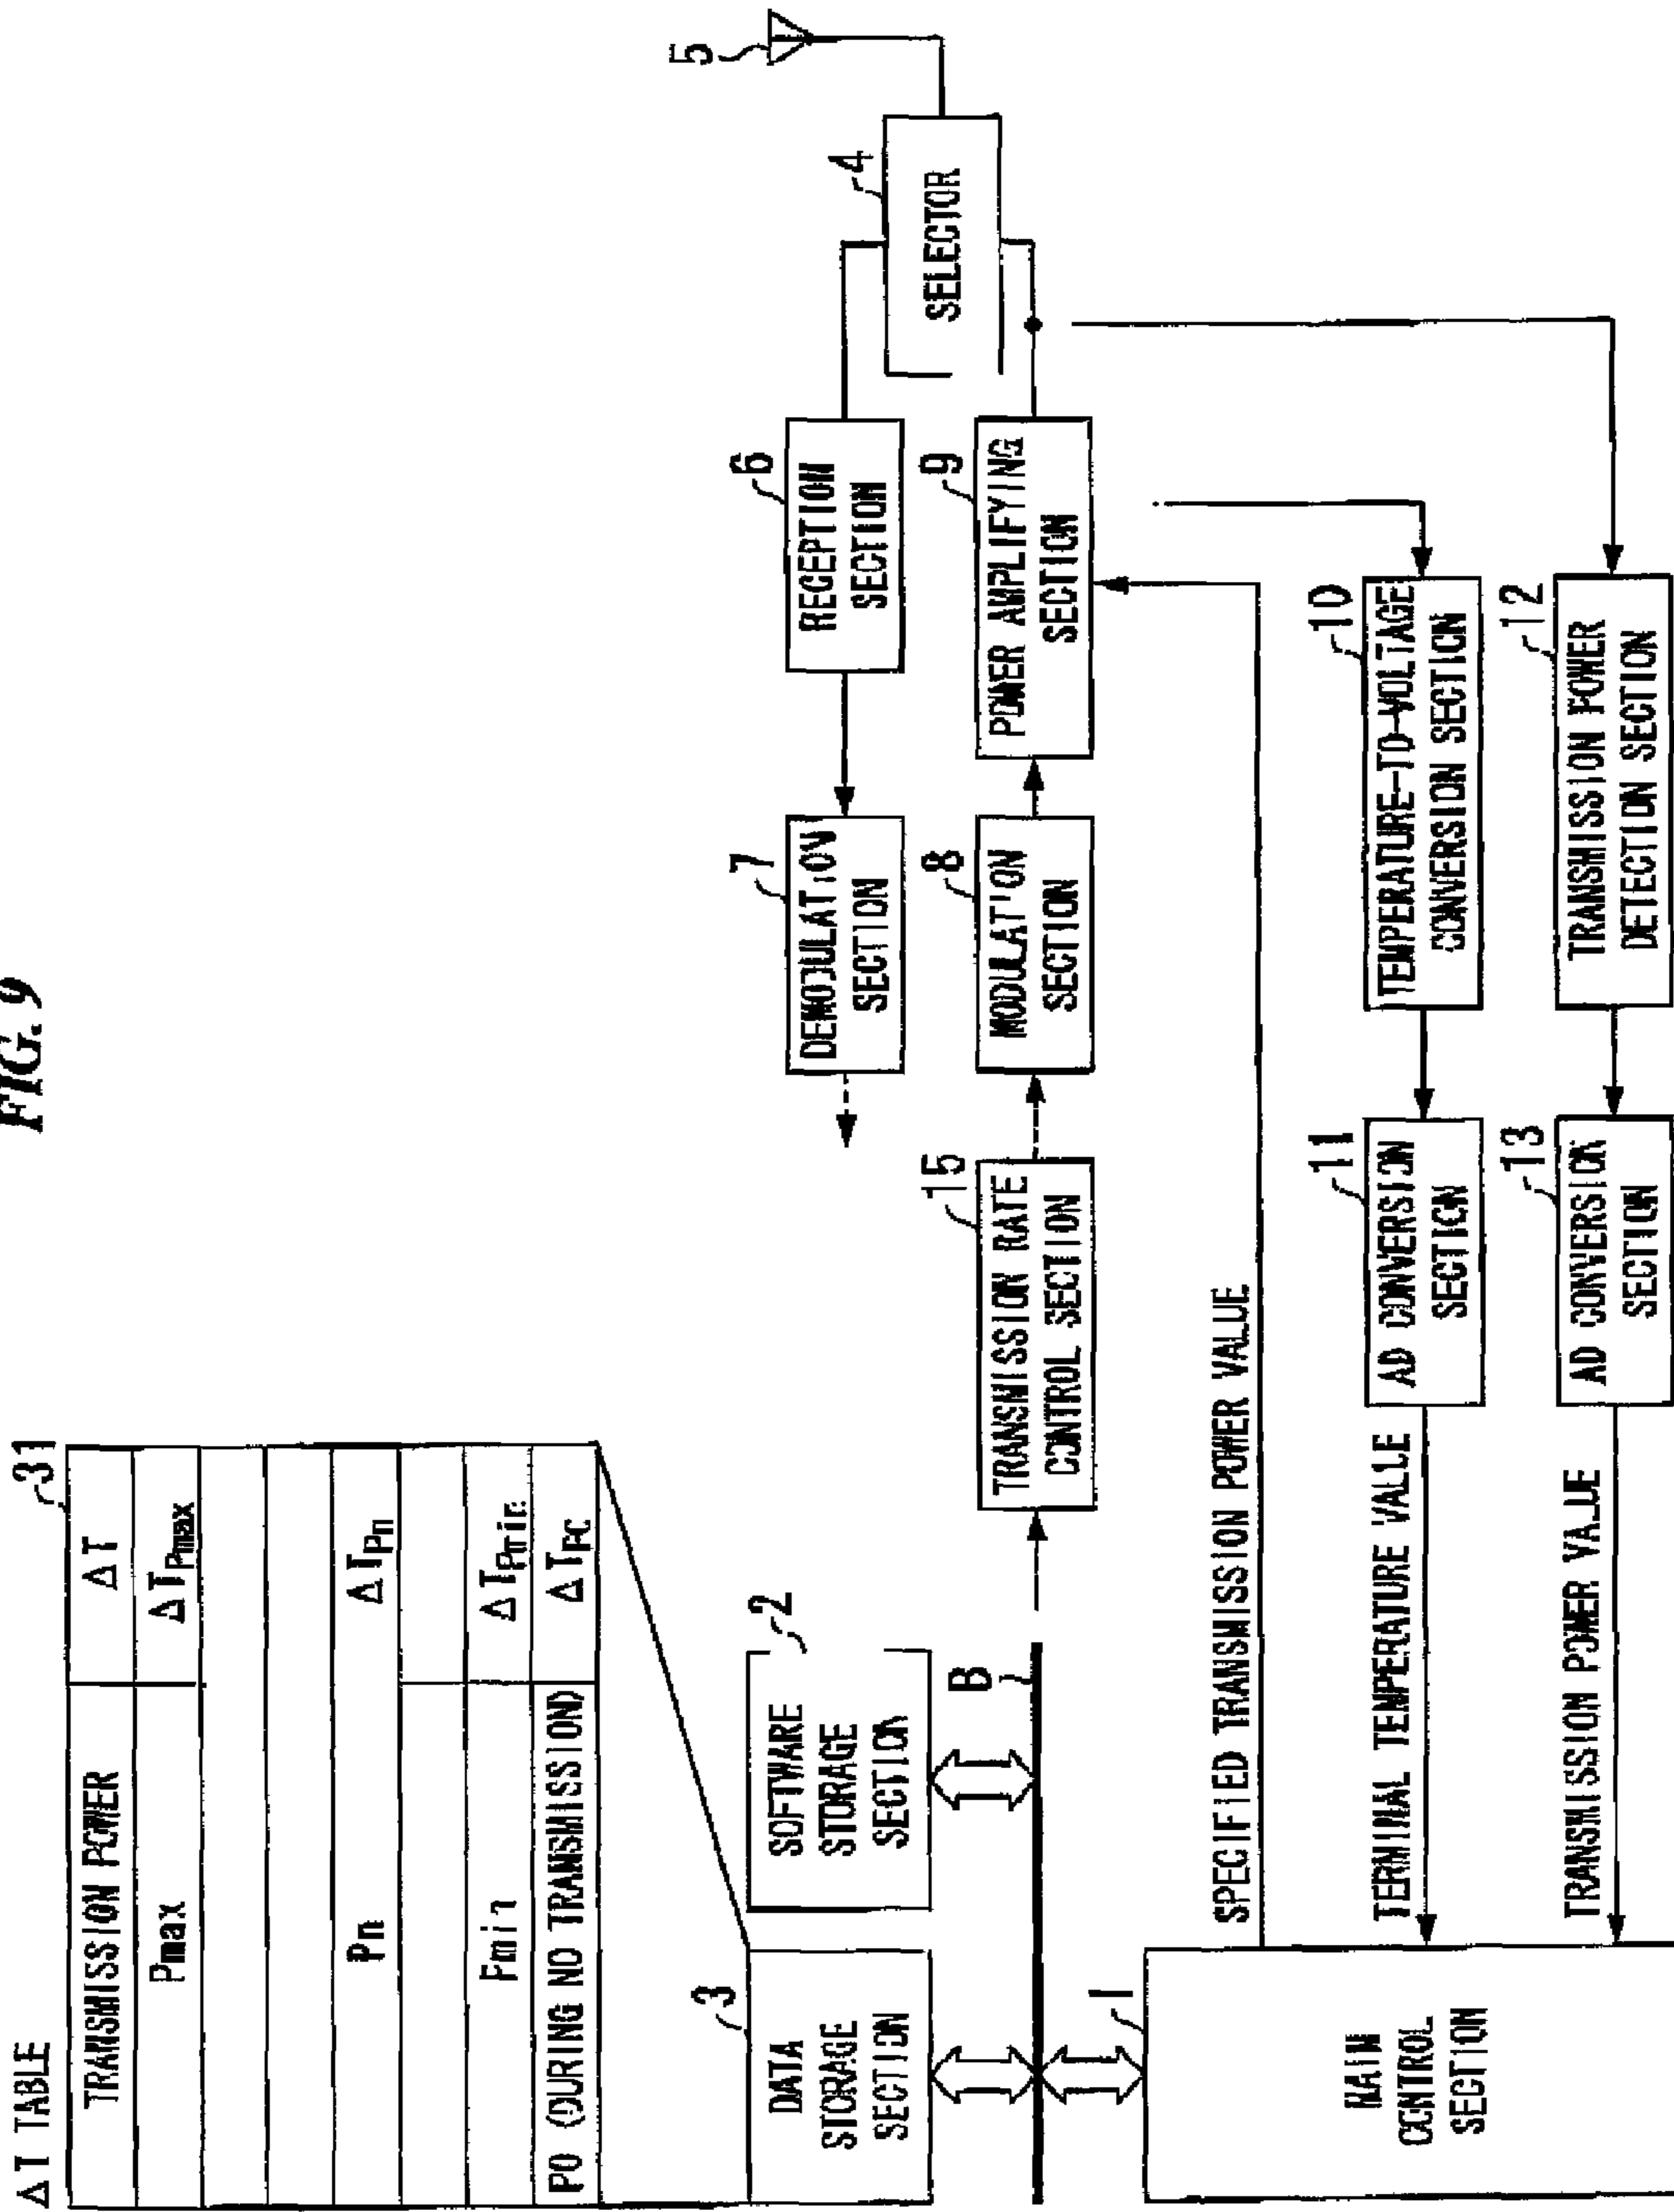 FIG. 9
ΔT TABLE
31
TRANSMISSION POWER ΔT
Pmax ΔTPmax
Pn ΔTPn
Pmin ΔTPmin
P0 (DURING NO TRANSMISSION) ΔTP0
3
DATA
STORAGE
SECTION
2
SOFTWARE
STORAGE
SECTION
B
1
MAIN
CONTROL
SECTION
15
TRANSMISSION RATE
CONTROL SECTION
7
DEMODULATION
SECTION
6
RECEPTION
SECTION
8
MODULATION
SECTION
9
POWER AMPLIFYING
SECTION
4
SELECTOR
5
SPECIFIED TRANSMISSION POWER VALUE
TERMINAL TEMPERATURE VALUE
11
AD CONVERSION
SECTION
10
TEMPERATURE-TO-VOLTAGE
CONVERSION SECTION
TRANSMISSION POWER VALUE
13
AD CONVERSION
SECTION
12
TRANSMISSION POWER
DETECTION SECTION